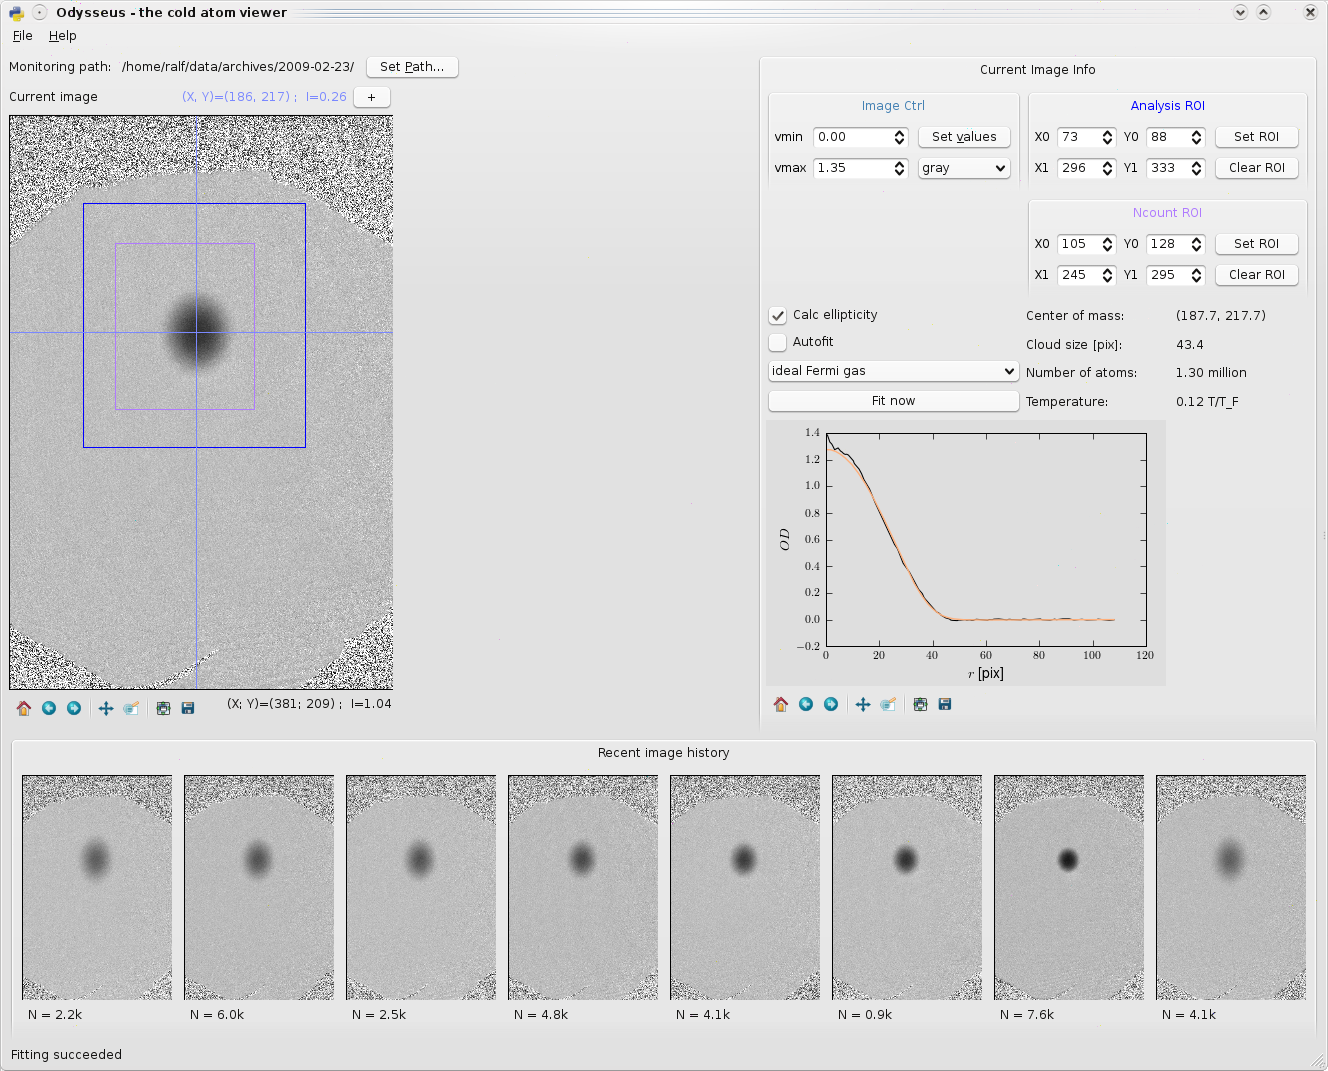 Odysseus - the cold atom viewer
File Help
Monitoring path: /home/ralf/data/archives/2009-02-23/ Set Path...
Current image (X, Y)=(186, 217) ; I=0.26 +
(X; Y)=(381; 209) ; I=1.04
Current Image Info
Image Ctrl
vmin 0.00 Set values
vmax 1.35 gray
Analysis ROI
X0 73 Y0 88 Set ROI
X1 296 Y1 333 Clear ROI
Ncount ROI
X0 105 Y0 128 Set ROI
X1 245 Y1 295 Clear ROI
Calc ellipticity
Autofit
ideal Fermi gas
Fit now
Center of mass: (187.7, 217.7)
Cloud size [pix]: 43.4
Number of atoms: 1.30 million
Temperature: 0.12 T/T_F
1.4
1.2
1.0
0.8
0.6
0.4
0.2
0.0
−0.2
OD
0 20 40 60 80 100 120
r [pix]
Recent image history
N = 2.2k N = 6.0k N = 2.5k N = 4.8k N = 4.1k N = 0.9k N = 7.6k N = 4.1k
Fitting succeeded